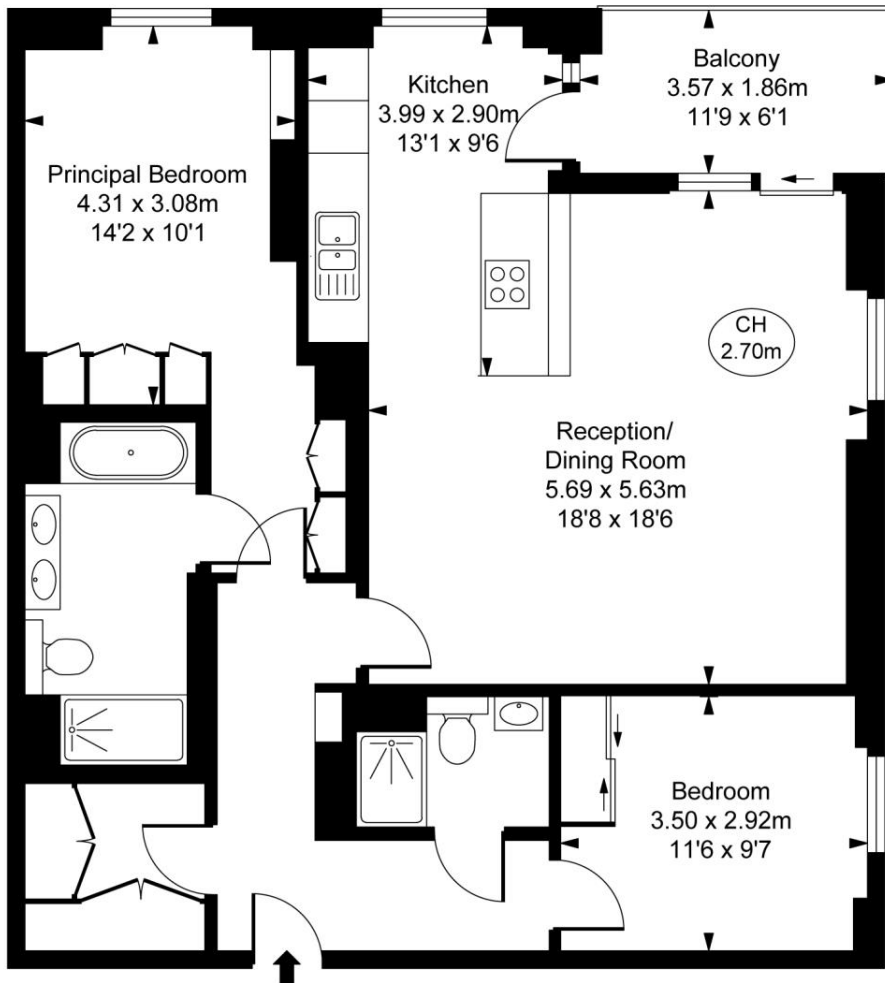 Balcony
3.57 x 1.86m
11'9 x 6'1
Kitchen
3.99 x 2.90m
13'1 x 9'6
Principal Bedroom
4.31 x 3.08m
14'2 x 10'1
CH
2.70m
Reception/
Dining Room
5.69 x 5.63m
18'8 x 18'6
Bedroom
3.50 x 2.92m
11'6 x 9'7